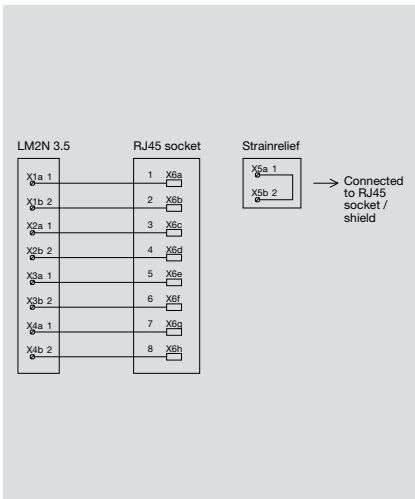 LM2N 3.5 RJ45 socket Strainrelief
X1a 1 1 X6a X5a 1
X1b 2 2 X6b X5b 2
X2a 1 3 X6c
X2b 2 4 X6d
X3a 1 5 X6e
X3b 2 6 X6f
X4a 1 7 X6g
X4b 2 8 X6h
Connected
to RJ45
socket /
shield